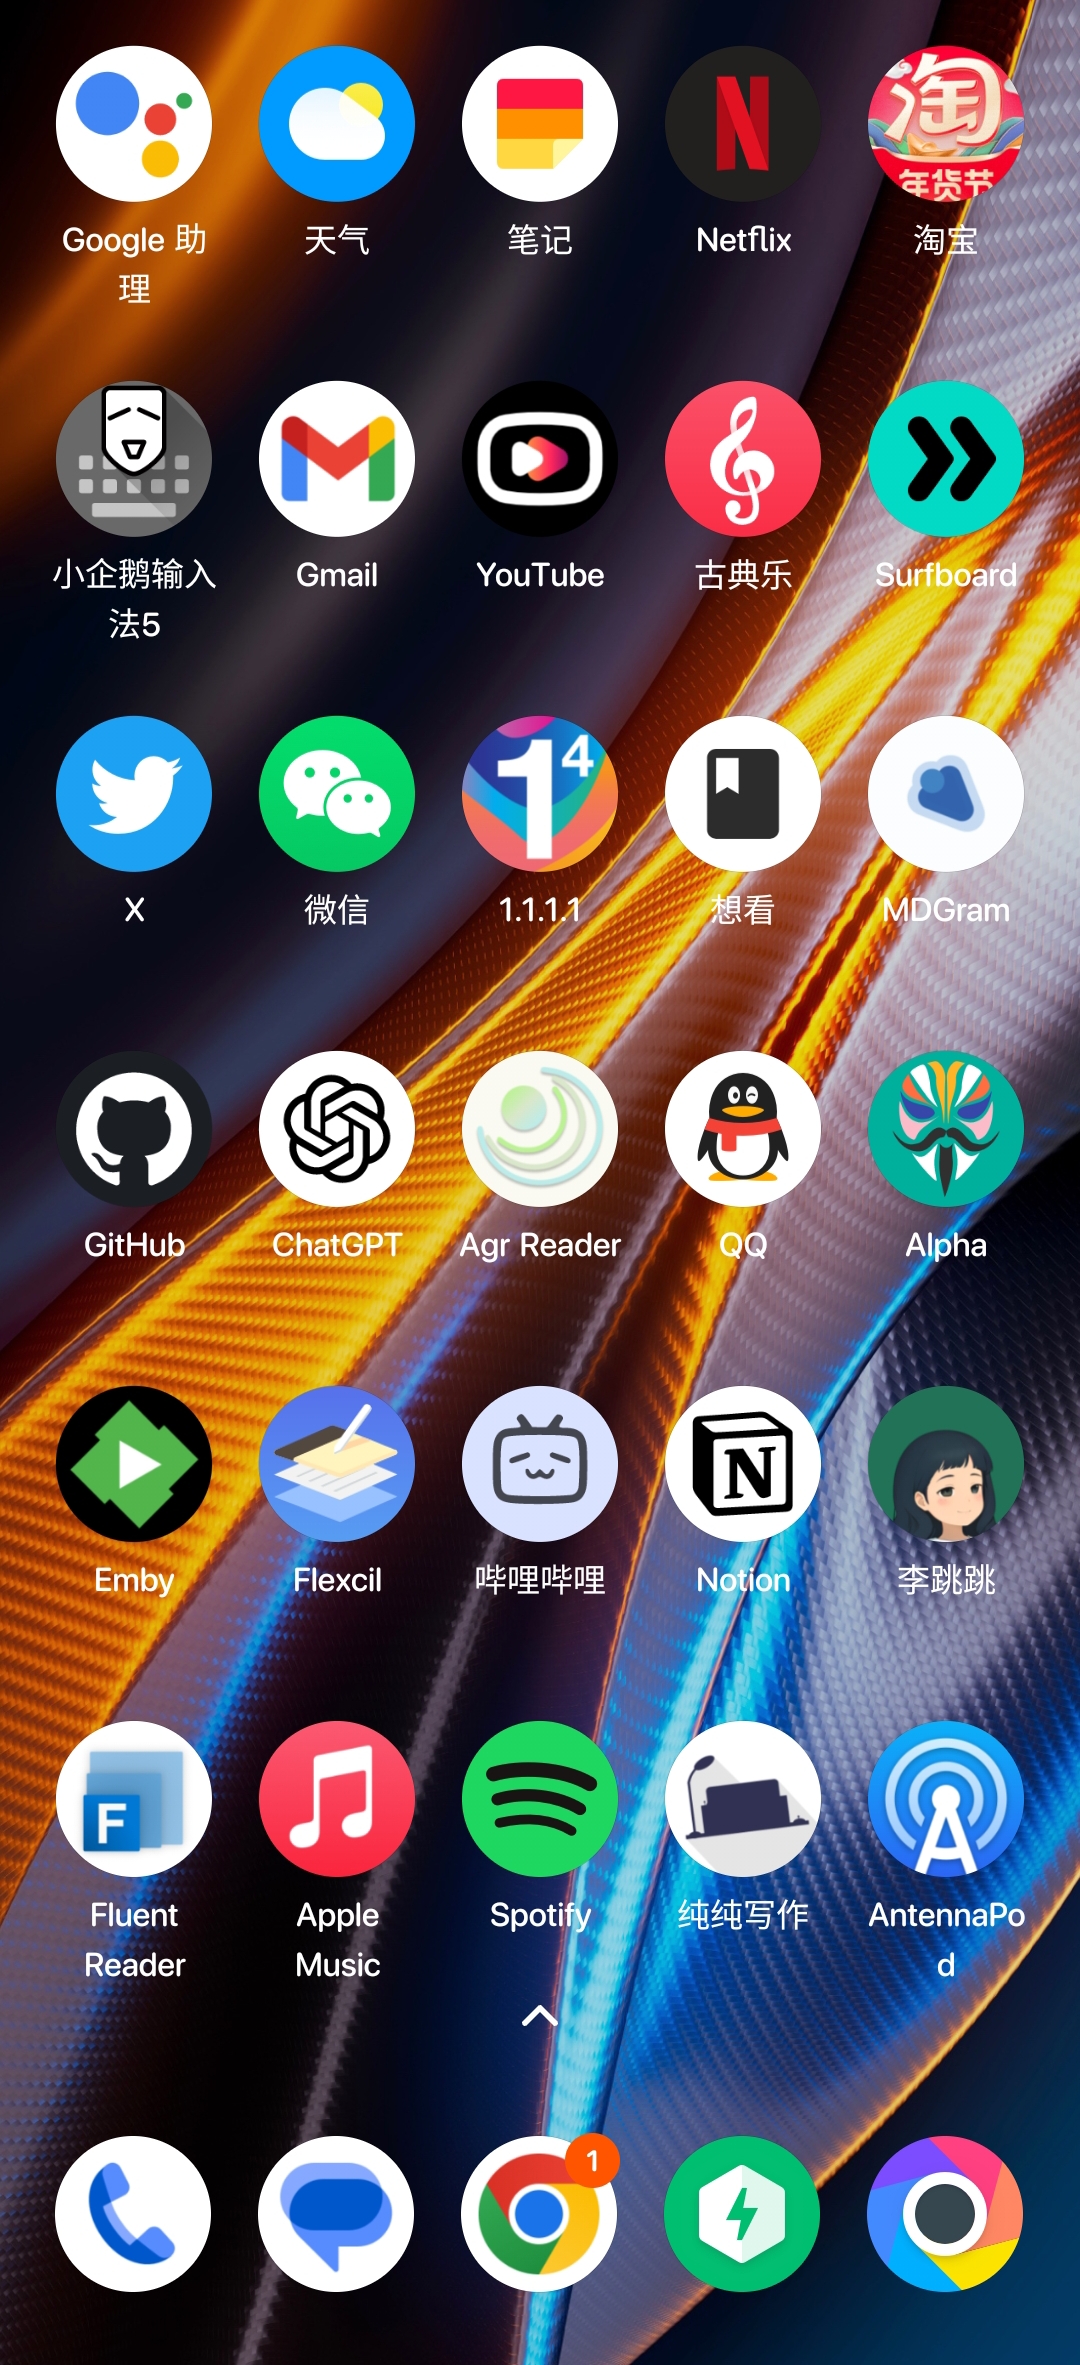 淘
年货节
Google 助
理
天气
笔记
Netflix
淘宝
小企鹅输入
法5
Gmail
YouTube
古典乐
Surfboard
1⁴
X
微信
1.1.1.1
想看
MDGram
GitHub
ChatGPT
Agr Reader
QQ
Alpha
N
Emby
Flexcil
哔哩哔哩
Notion
李跳跳
F
Fluent
Reader
Apple
Music
Spotify
纯纯写作
AntennaPo
d
1